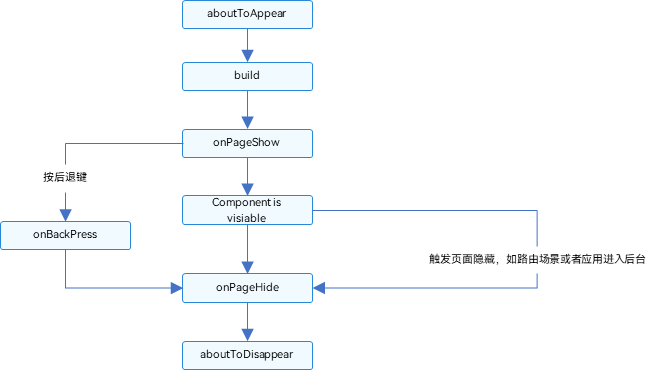 aboutToAppear
build
onPageShow
按后退键
Component is
visiable
onBackPress
触发页面隐藏，如路由场景或者应用进入后台
onPageHide
aboutToDisappear